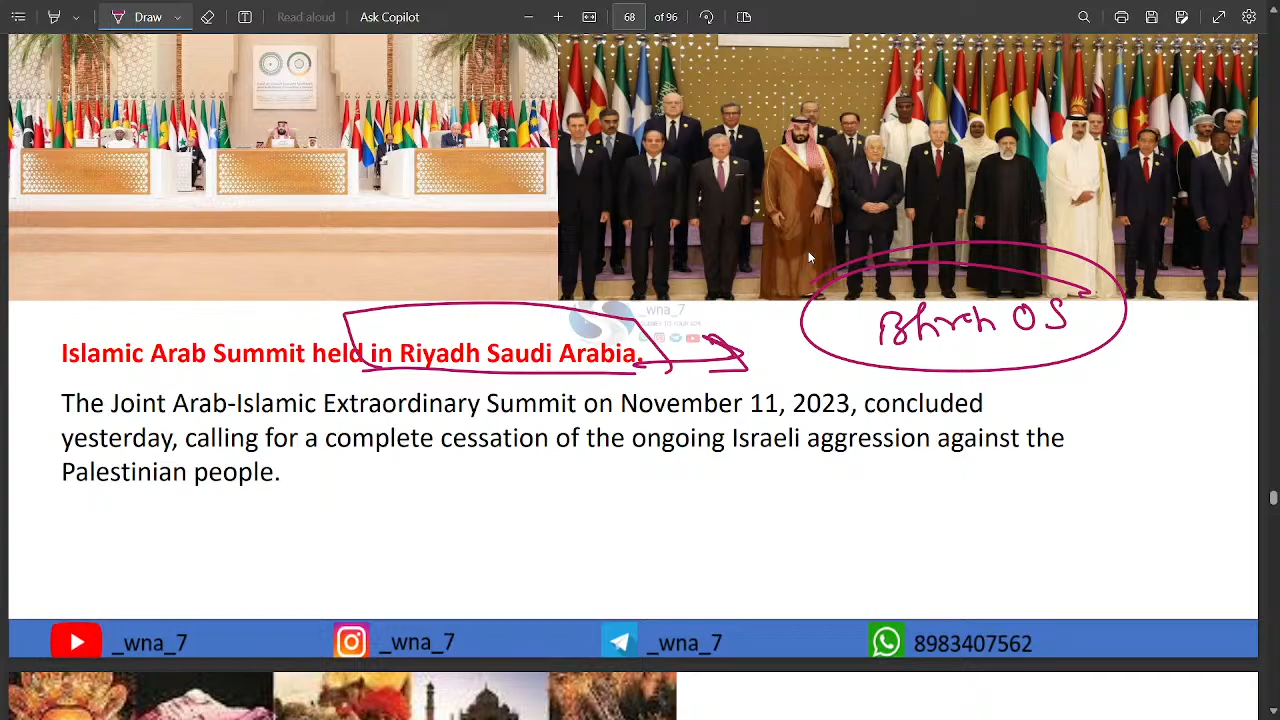 Draw
Read aloud
Ask Copilot
68
of 96
_wna_7
Islamic Arab Summit held in Riyadh Saudi Arabia.
OS
The Joint Arab-Islamic Extraordinary Summit on November 11, 2023, concluded
yesterday, calling for a complete cessation of the ongoing Israeli aggression against the
Palestinian people.
_wna_7
_wna_7
_wna_7
8983407562